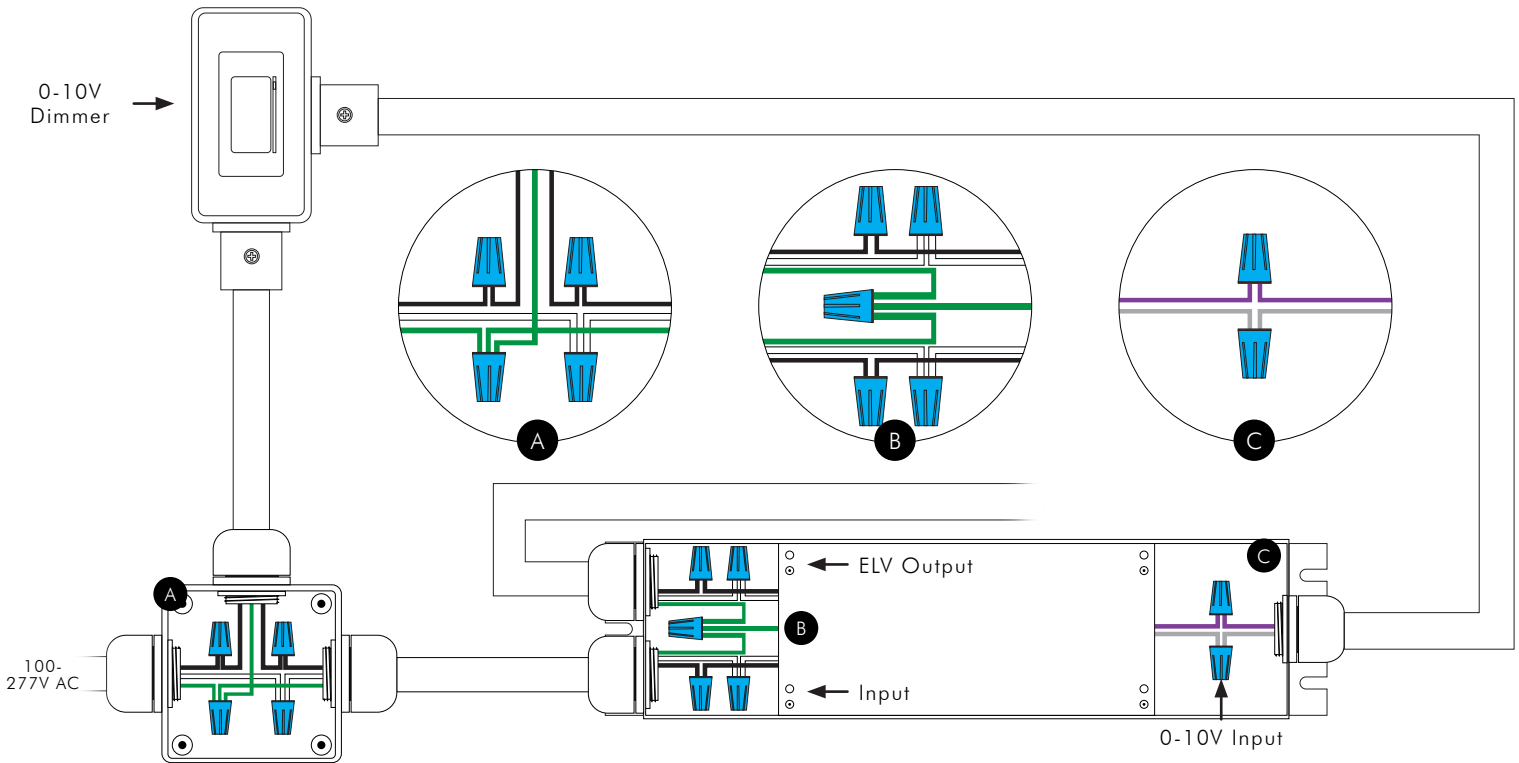 0-10V
Dimmer
A
B
C
A
100-
277V AC
ELV Output
B
Input
C
0-10V Input